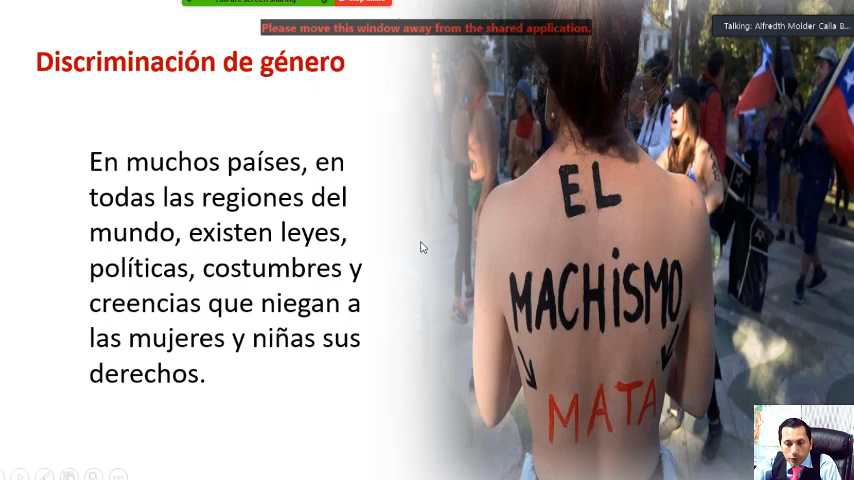 Please move this window away from the shared application.
Talking: Alfredth Molder Calla B...
Discriminación de género
En muchos países, en
todas las regiones del
mundo, existen leyes,
políticas, costumbres y
creencias que niegan a
las mujeres y niñas sus
derechos.
EL
MACHISMO
MATA